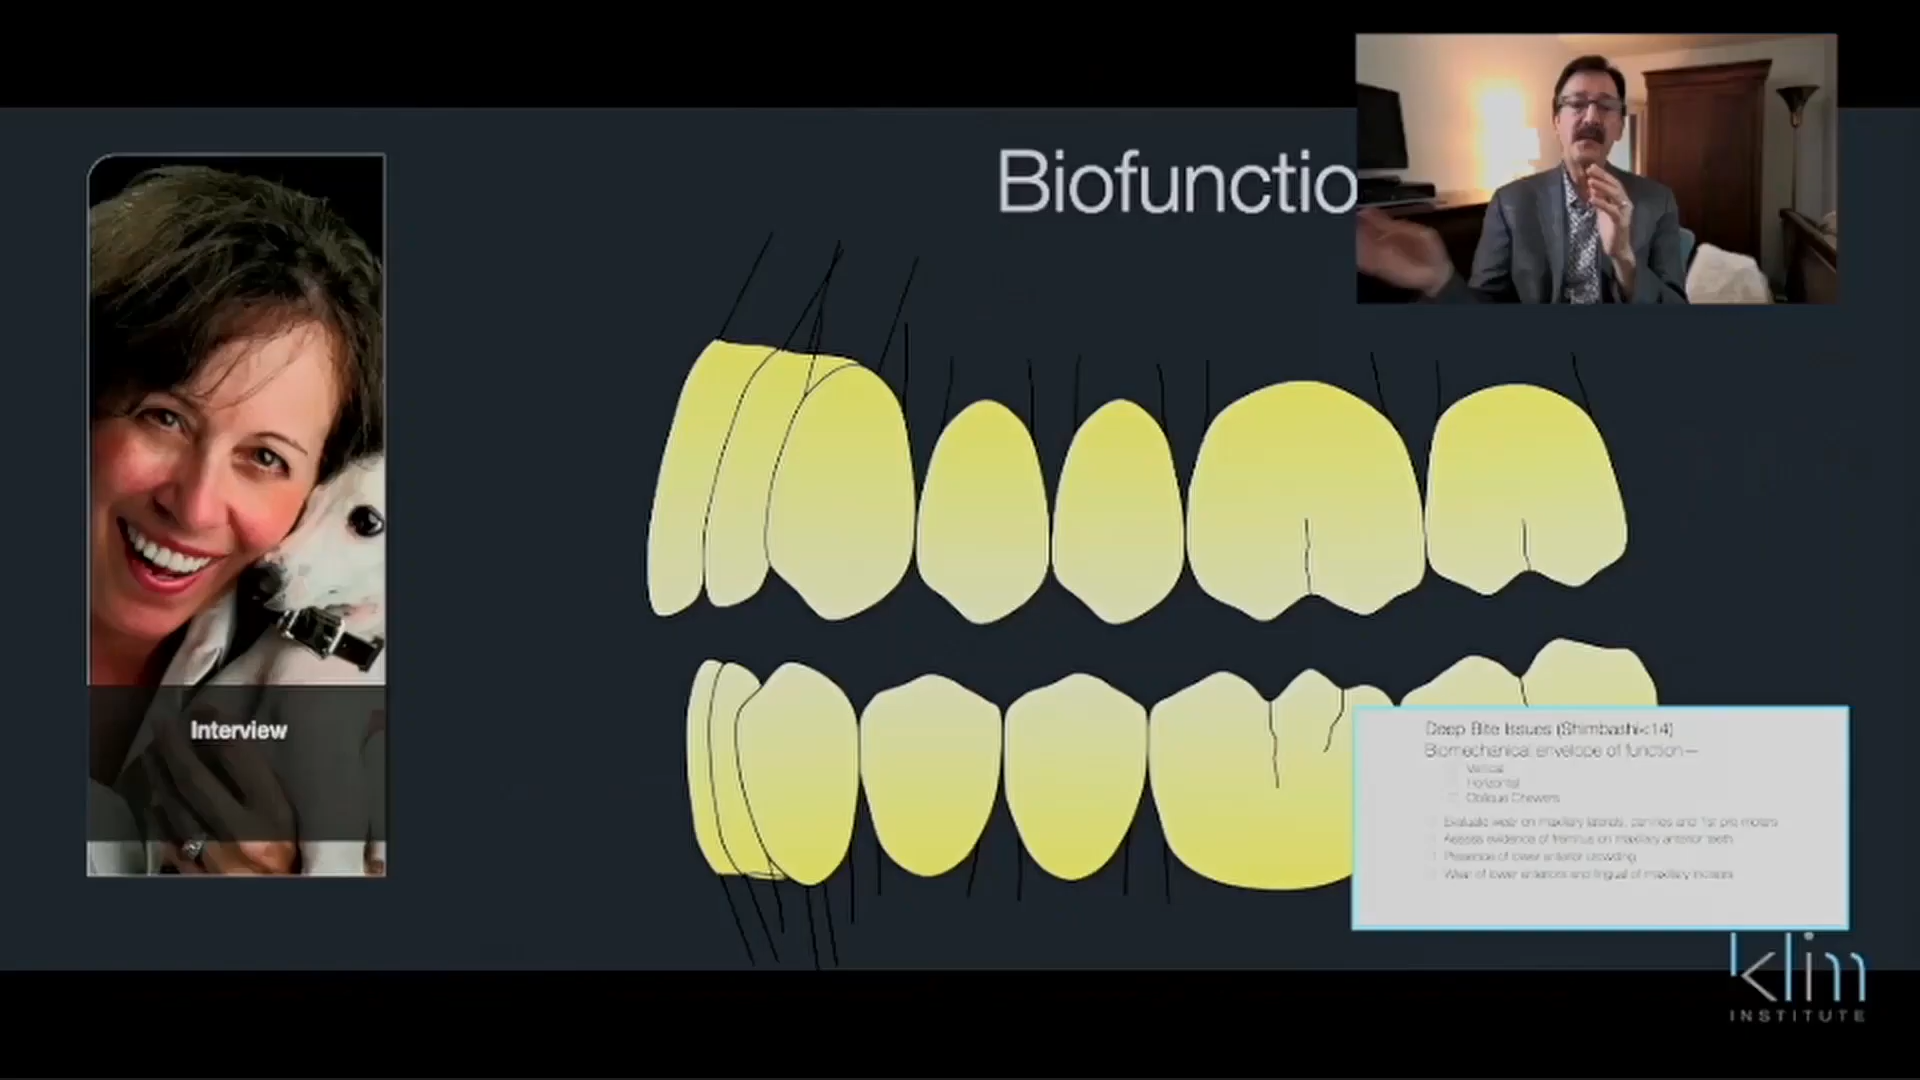 Biofunctio
Interview
Deep Bite Issues (Shimbashi<14)
Biomechanical envelope of function—
Vertical
Horizontal
Oblique Chewers
Evaluate wear on maxillary laterals, canines and 1st pre molars
Assess evidence of fremitus on maxillary anterior teeth
Presence of lower anterior crowding
Wear of lower anteriors and lingual of maxillary incisors
klim
INSTITUTE